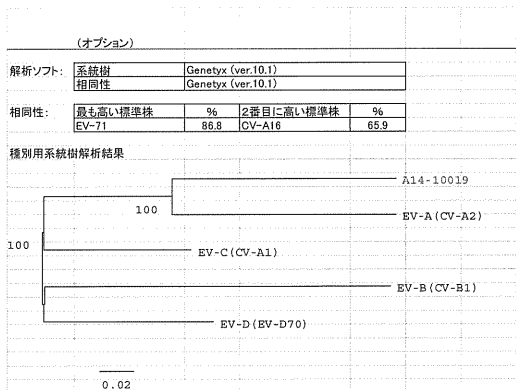 (オプション)
解析ソフト: 系統樹 Genetyx (ver.10.1)
相同性 Genetyx (ver.10.1)
相同性: 最も高い標準株 % 2番目に高い標準株 %
EV-71 86.8 CV-A16 65.9
種別用系統樹解析結果
A14-10019
100
EV-A(CV-A2)
100
EV-C(CV-A1)
EV-B(CV-B1)
EV-D(EV-D70)
0.02